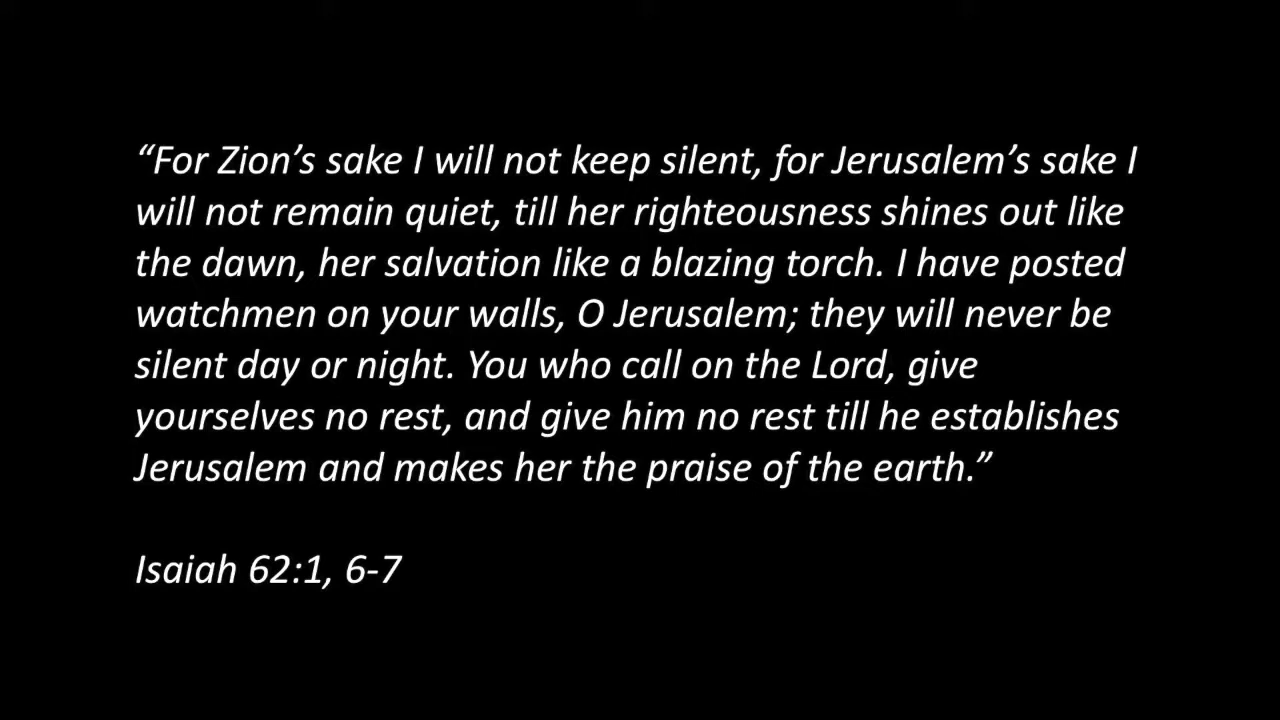 “For Zion’s sake I will not keep silent, for Jerusalem’s sake I
will not remain quiet, till her righteousness shines out like
the dawn, her salvation like a blazing torch. I have posted
watchmen on your walls, O Jerusalem; they will never be
silent day or night. You who call on the Lord, give
yourselves no rest, and give him no rest till he establishes
Jerusalem and makes her the praise of the earth.”
Isaiah 62:1, 6-7